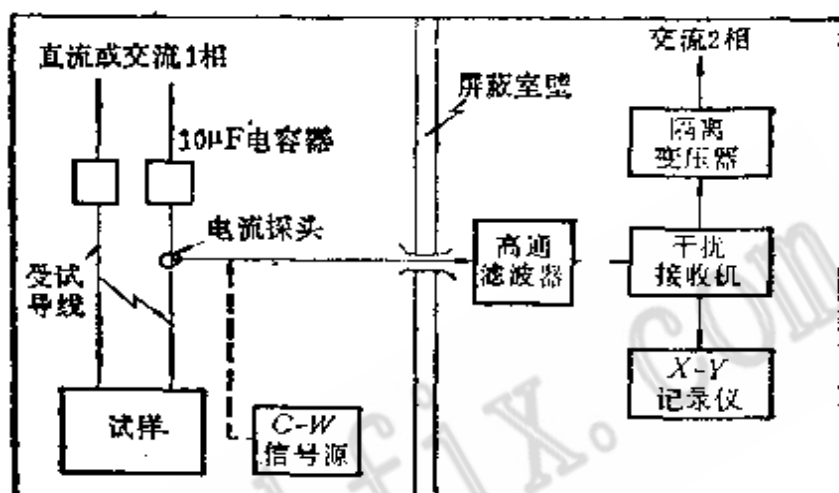 直流或交流1相
10μF电容器
电流探头
受试
导线
试样
C-W
信号源
屏蔽室壁
高通
滤波器
交流2相
隔离
变压器
干扰
接收机
X-Y
记录仪